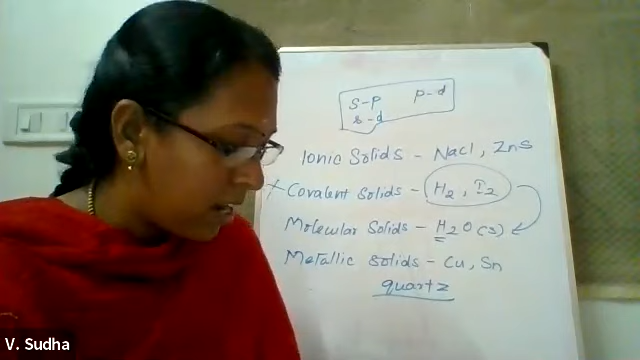 S-P P-d
s-d
Ionic Solids - Nacl, ZnS
x Covalent solids - H2, I2
Molecular Solids - H2O(s)
Metallic solids - Cu, Sn
quartz
V. Sudha